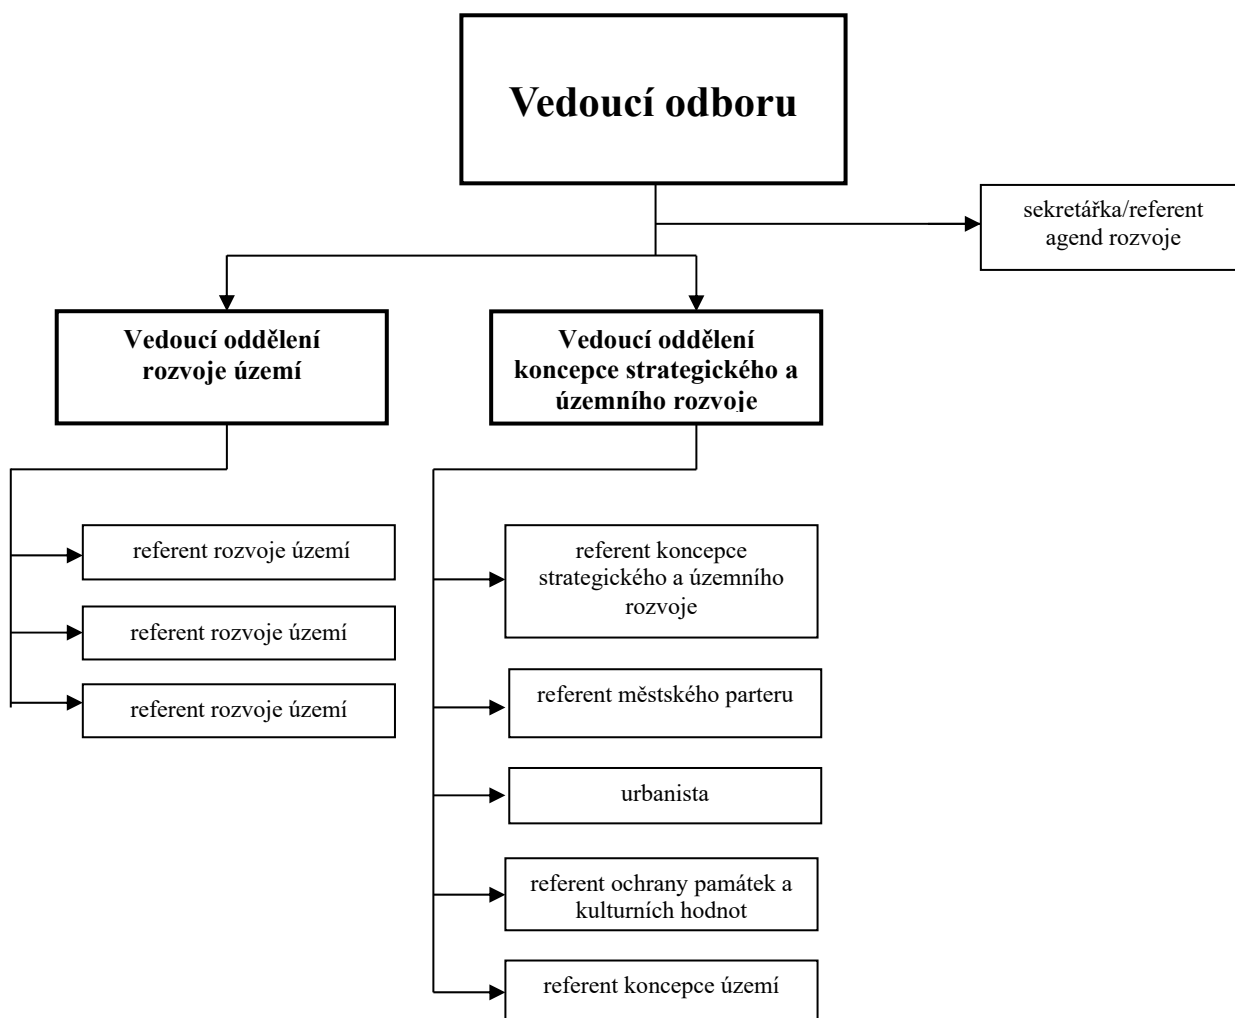 Vedoucí odboru
sekretářka/referent
agend rozvoje
Vedoucí oddělení
rozvoje území
Vedoucí oddělení
koncepce strategického a
územního rozvoje
referent rozvoje území
referent rozvoje území
referent rozvoje území
referent koncepce
strategického a územního
rozvoje
referent městského parteru
urbanista
referent ochrany památek a
kulturních hodnot
referent koncepce území